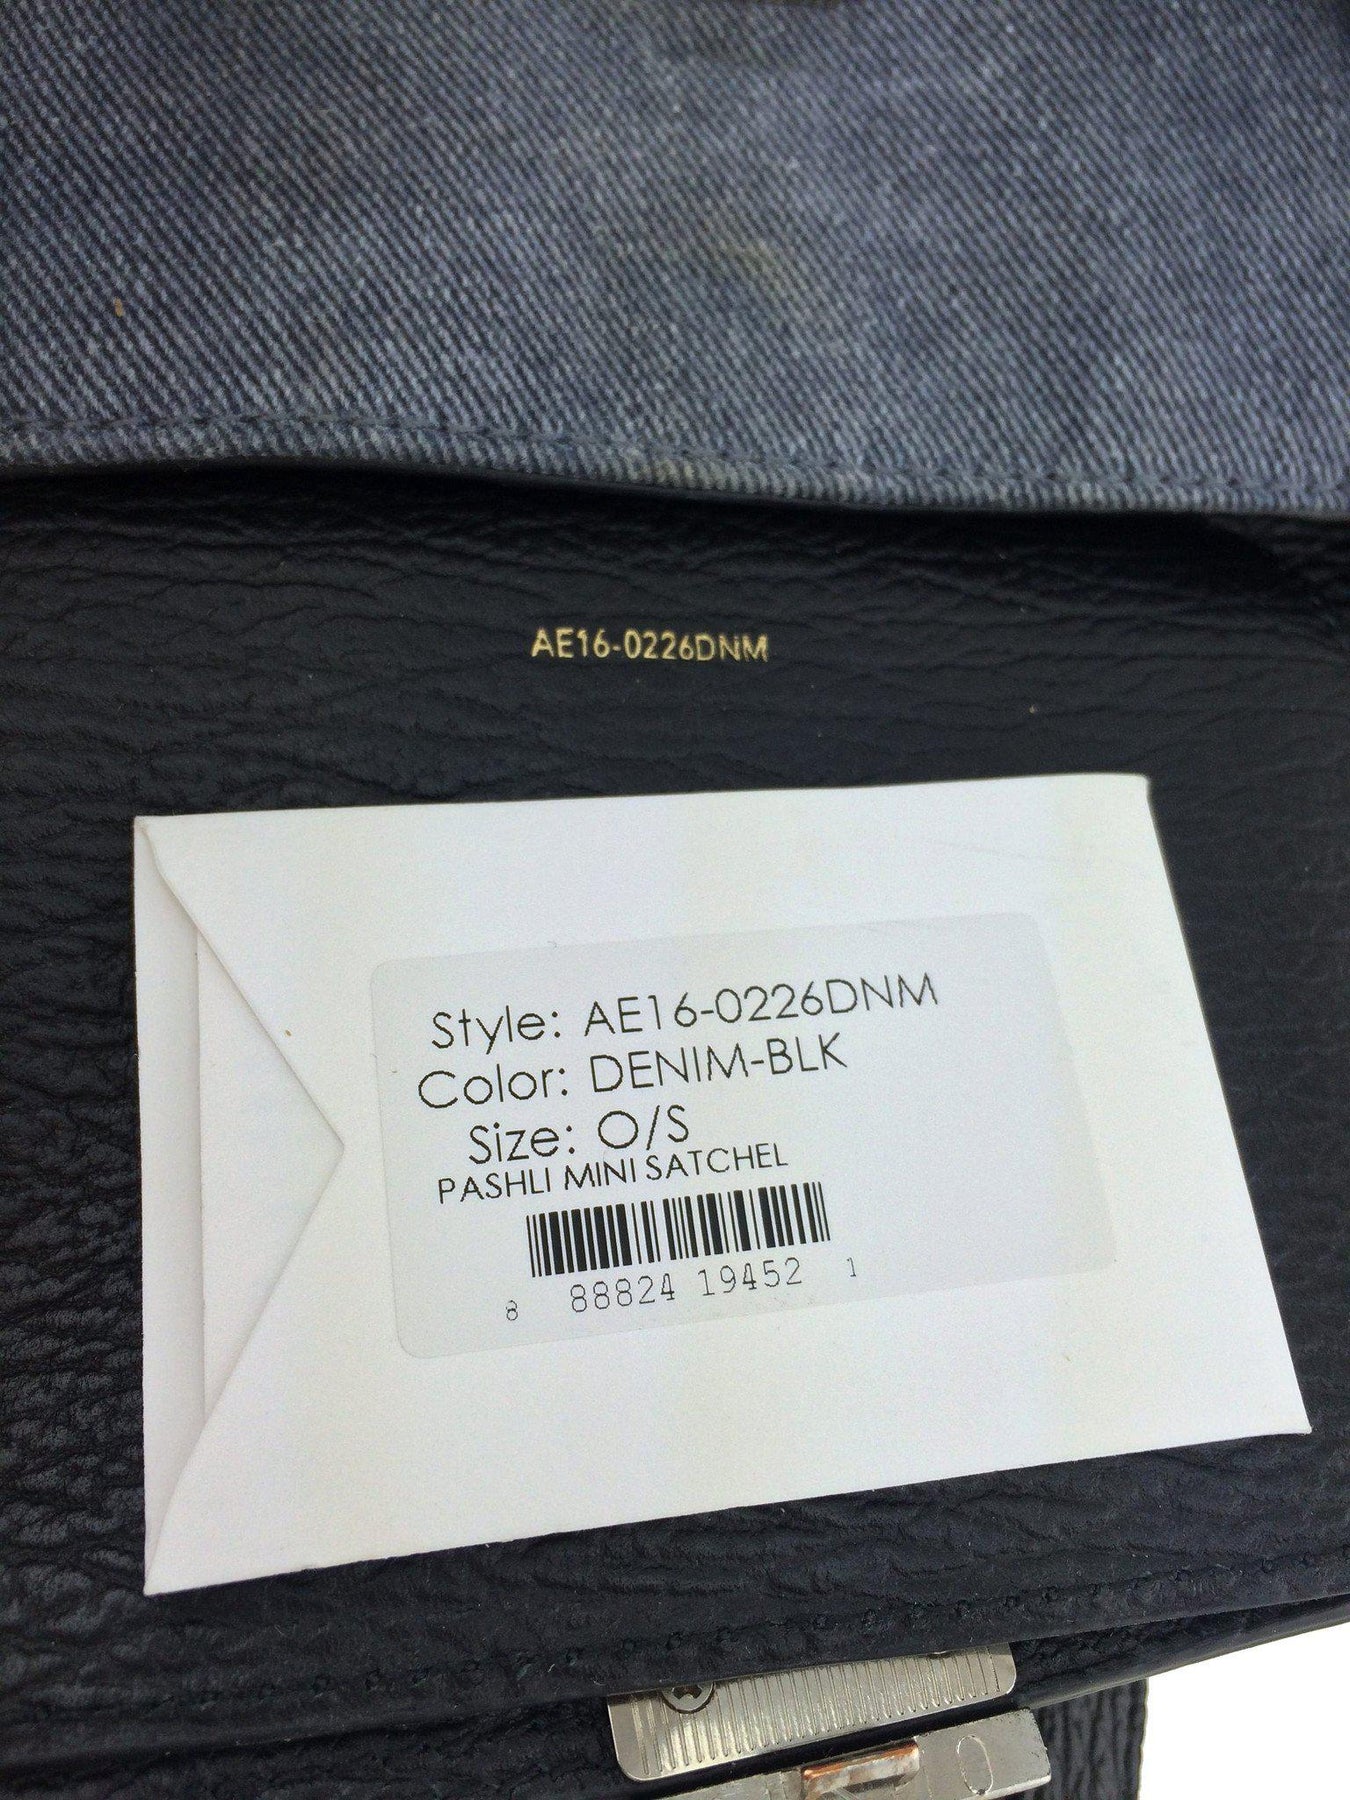 AE16-0226DNM
Style: AE16-0226DNM
Color: DENIM-BLK
Size: O/S
PASHLI MINI SATCHEL
8 88824 19452 1